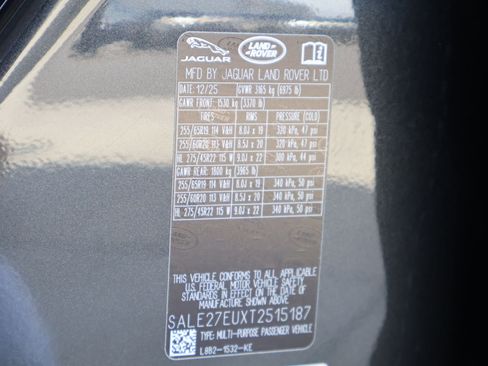 JAGUAR
LAND ROVER
MFD BY JAGUAR LAND ROVER LTD
DATE: 12/25 GVWR 3165 kg (6975 lb)
GAWR FRONT: 1530 kg (3370 lb)
TIRES RIMS PRESSURE (COLD)
255/65R19 114 V&H 8.0J x 19 330 kPa, 47 psi
255/60R20 113 V&H 8.5J x 20 320 kPa, 47 psi
HL 275/45R22 115 W 9.0J x 22 300 kPa, 44 psi
GAWR REAR: 1800 kg (3965 lb)
255/65R19 114 V&H 8.0J x 19 340 kPa, 50 psi
255/60R20 113 V&H 8.5J x 20 340 kPa, 50 psi
HL 275/45R22 115 W 9.0J x 22 340 kPa, 50 psi
THIS VEHICLE CONFORMS TO ALL APPLICABLE
U.S. FEDERAL MOTOR VEHICLE SAFETY
STANDARDS IN EFFECT ON THE DATE OF
MANUFACTURE SHOWN ABOVE.
SALE27EUXT2515187
TYPE: MULTI-PURPOSE PASSENGER VEHICLE
L8B2-1532-KE